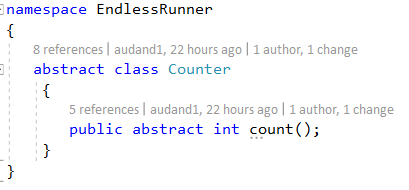 namespace EndlessRunner
{
8 references | audand1, 22 hours ago | 1 author, 1 change
abstract class Counter
{
5 references | audand1, 22 hours ago | 1 author, 1 change
public abstract int count();
}
}